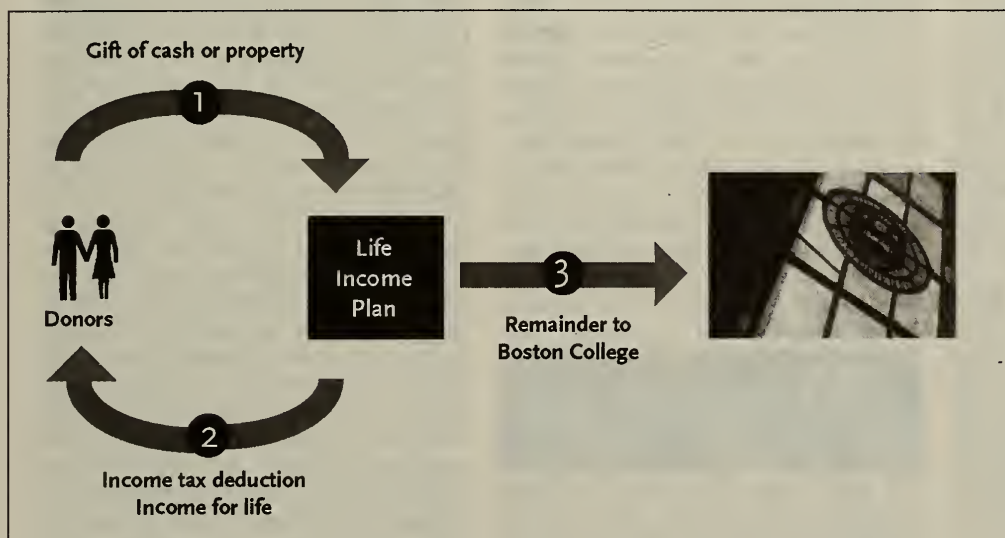 Gift of cash or property
1
Donors
Life
Income
Plan
3
Remainder to
Boston College
2
Income tax deduction
Income for life